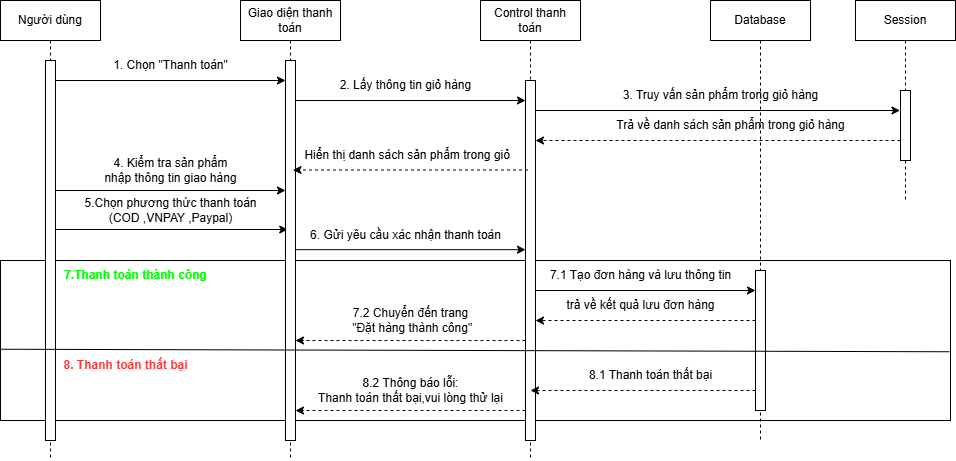 Người dùng
Giao diện thanh
toán
Control thanh
toán
Database
Session
1. Chọn "Thanh toán"
2. Lấy thông tin giỏ hàng
3. Truy vấn sản phẩm trong giỏ hàng
Trả về danh sách sản phẩm trong giỏ hàng
Hiển thị danh sách sản phẩm trong giỏ
4. Kiểm tra sản phẩm
nhập thông tin giao hàng
5.Chọn phương thức thanh toán
(COD ,VNPAY ,Paypal)
6. Gửi yêu cầu xác nhận thanh toán
7.Thanh toán thành công
7.1 Tạo đơn hàng và lưu thông tin
trả về kết quả lưu đơn hàng
7.2 Chuyển đến trang
"Đặt hàng thành công"
8. Thanh toán thất bại
8.1 Thanh toán thất bại
8.2 Thông báo lỗi:
Thanh toán thất bại,vui lòng thử lại